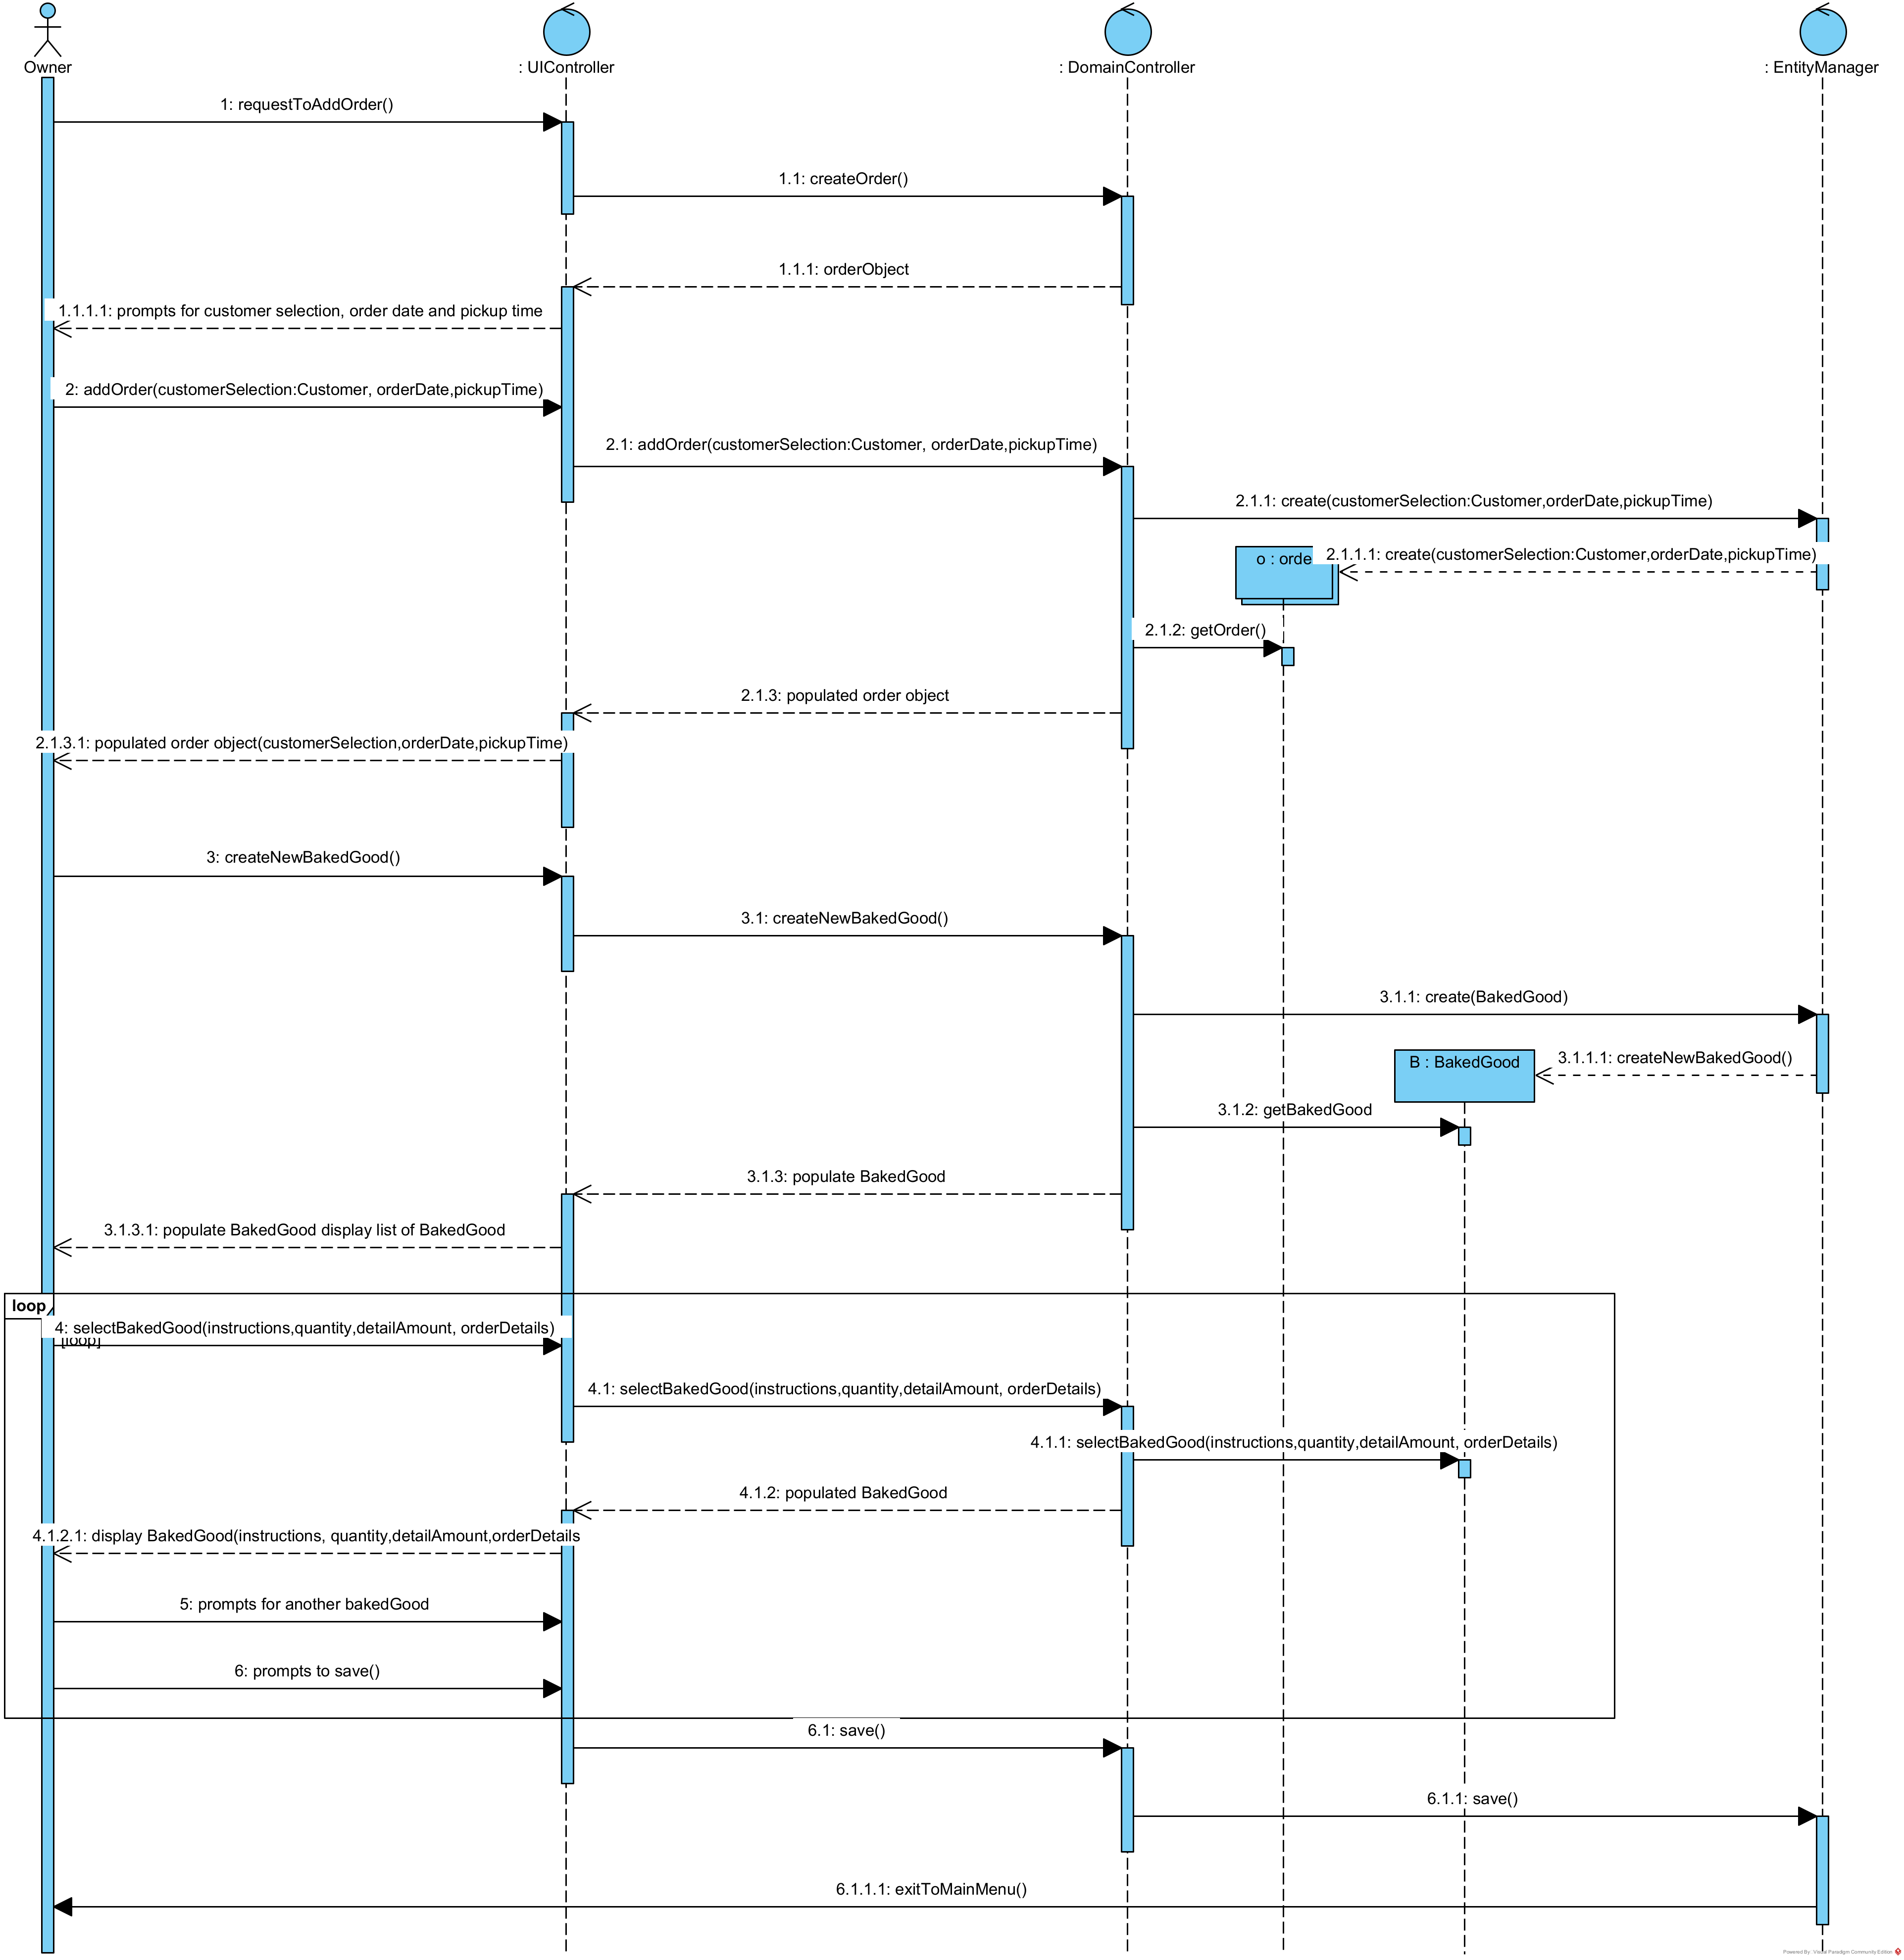 Owner
: UIController
: DomainController
: EntityManager
1: requestToAddOrder()
1.1: createOrder()
1.1.1: orderObject
1.1.1.1: prompts for customer selection, order date and pickup time
2: addOrder(customerSelection:Customer, orderDate,pickupTime)
2.1: addOrder(customerSelection:Customer, orderDate,pickupTime)
2.1.1: create(customerSelection:Customer,orderDate,pickupTime)
o : orde
2.1.1.1: create(customerSelection:Customer,orderDate,pickupTime)
2.1.2: getOrder()
2.1.3: populated order object
2.1.3.1: populated order object(customerSelection,orderDate,pickupTime)
3: createNewBakedGood()
3.1: createNewBakedGood()
3.1.1: create(BakedGood)
B : BakedGood
3.1.1.1: createNewBakedGood()
3.1.2: getBakedGood
3.1.3: populate BakedGood
3.1.3.1: populate BakedGood display list of BakedGood
loop
4: selectBakedGood(instructions,quantity,detailAmount, orderDetails)
[loop]
4.1: selectBakedGood(instructions,quantity,detailAmount, orderDetails)
4.1.1: selectBakedGood(instructions,quantity,detailAmount, orderDetails)
4.1.2: populated BakedGood
4.1.2.1: display BakedGood(instructions, quantity,detailAmount,orderDetails
5: prompts for another bakedGood
6: prompts to save()
6.1: save()
6.1.1: save()
6.1.1.1: exitToMainMenu()
Powered By: Visual Paradigm Community Edition